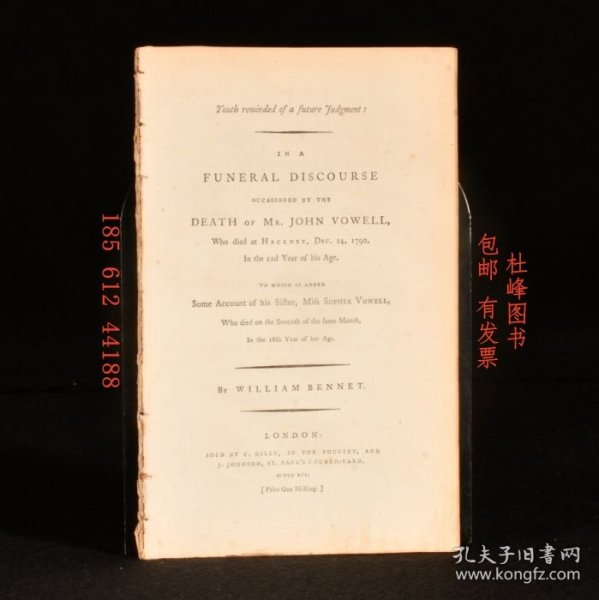 Youth reminded of a future Judgment:
IN A
FUNERAL DISCOURSE
OCCASIONED BY THE
DEATH OF MR. JOHN VOWELL,
Who died at HACKNEY, DEC. 24, 1790,
In the 22d Year of his Age.
TO WHICH IS ADDED
Some Account of his Sister, Miſs SOPHIA VOWELL,
Who died on the Seventh of the ſame Month,
In the 18th Year of her Age.
BY WILLIAM BENNET.
LONDON:
SOLD BY C. DILLY, IN THE POULTRY, AND
J. JOHNSON, ST. PAUL'S CHURCH-YARD.
M DCC XCI.
[ Price One Shilling. ]
185 612 44188
杜峰图书
包邮 有发票
孔夫子旧书网
www.kongfz.com